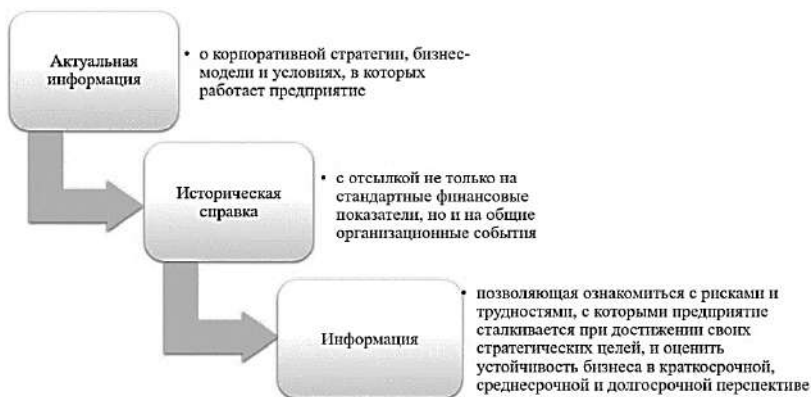 Актуальная
информация
• о корпоративной стратегии, бизнес-
модели и условиях, в которых
работает предприятие
Историческая
справка
• с отсылкой не только на
стандартные финансовые
показатели, но и на общие
организационные события
Информация
• позволяющая ознакомиться с рисками и
трудностями, с которыми предприятие
сталкивается при достижении своих
стратегических целей, и оценить
устойчивость бизнеса в краткосрочной,
среднесрочной и долгосрочной перспективе